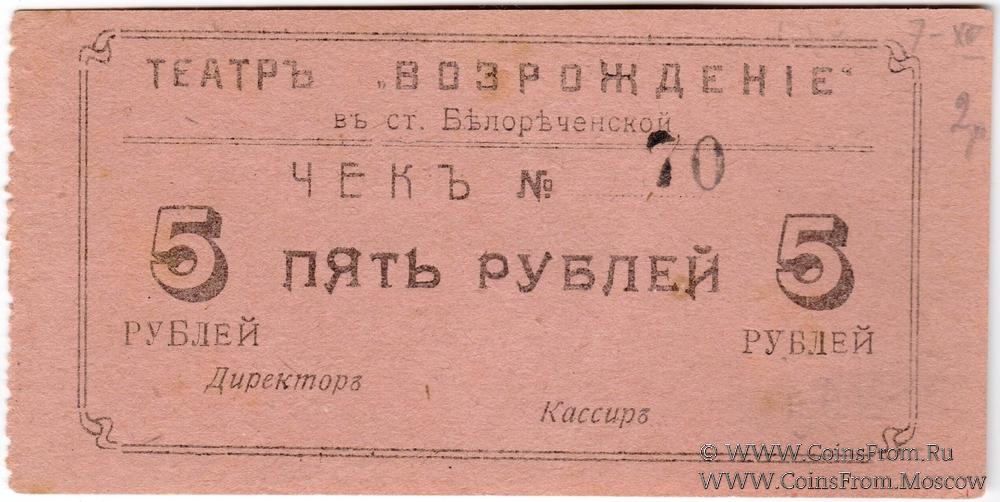 ТЕАТРЪ „ВОЗРОЖДЕНІЕ“
въ ст. Бѣлорѣченской
ЧЕКЪ № 70
5 ПЯТЬ РУБЛЕЙ 5
РУБЛЕЙ РУБЛЕЙ
Директоръ
Кассиръ
© WWW.CoinsFrom.Ru
WWW.CoinsFrom.Moscow